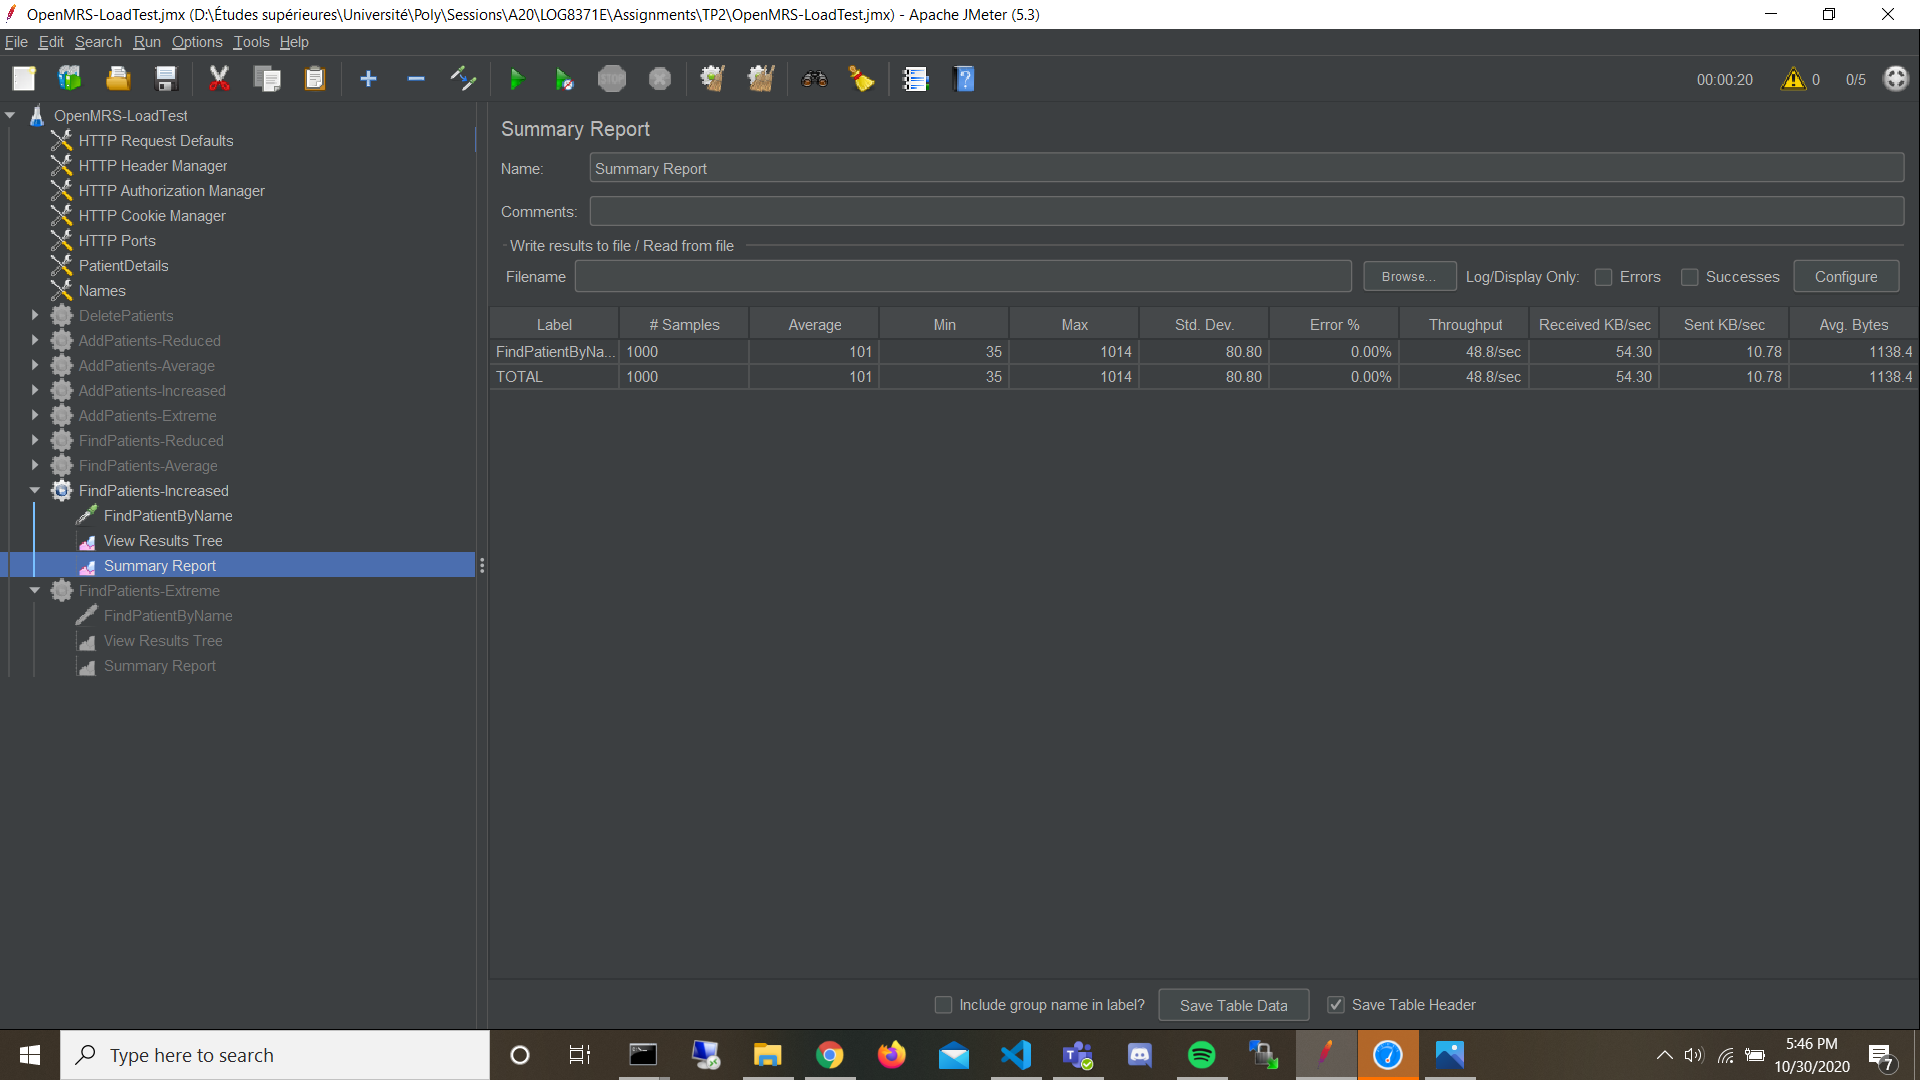 OpenMRS-LoadTest.jmx (D:\Études supérieures\Université\Poly\Sessions\A20\LOG8371E\Assignments\TP2\OpenMRS-LoadTest.jmx) - Apache JMeter (5.3)
File Edit Search Run Options Tools Help
STOP
00:00:20 0 0/5
OpenMRS-LoadTest
HTTP Request Defaults
HTTP Header Manager
HTTP Authorization Manager
HTTP Cookie Manager
HTTP Ports
PatientDetails
Names
DeletePatients
AddPatients-Reduced
AddPatients-Average
AddPatients-Increased
AddPatients-Extreme
FindPatients-Reduced
FindPatients-Average
FindPatients-Increased
FindPatientByName
View Results Tree
Summary Report
FindPatients-Extreme
FindPatientByName
View Results Tree
Summary Report
Summary Report
Name: Summary Report
Comments:
Write results to file / Read from file
Filename Browse... Log/Display Only: Errors Successes Configure
Label # Samples Average Min Max Std. Dev. Error % Throughput Received KB/sec Sent KB/sec Avg. Bytes
FindPatientByNa... 1000 101 35 1014 80.80 0.00% 48.8/sec 54.30 10.78 1138.4
TOTAL 1000 101 35 1014 80.80 0.00% 48.8/sec 54.30 10.78 1138.4
Include group name in label? Save Table Data Save Table Header
Type here to search
5:46 PM
10/30/2020
7